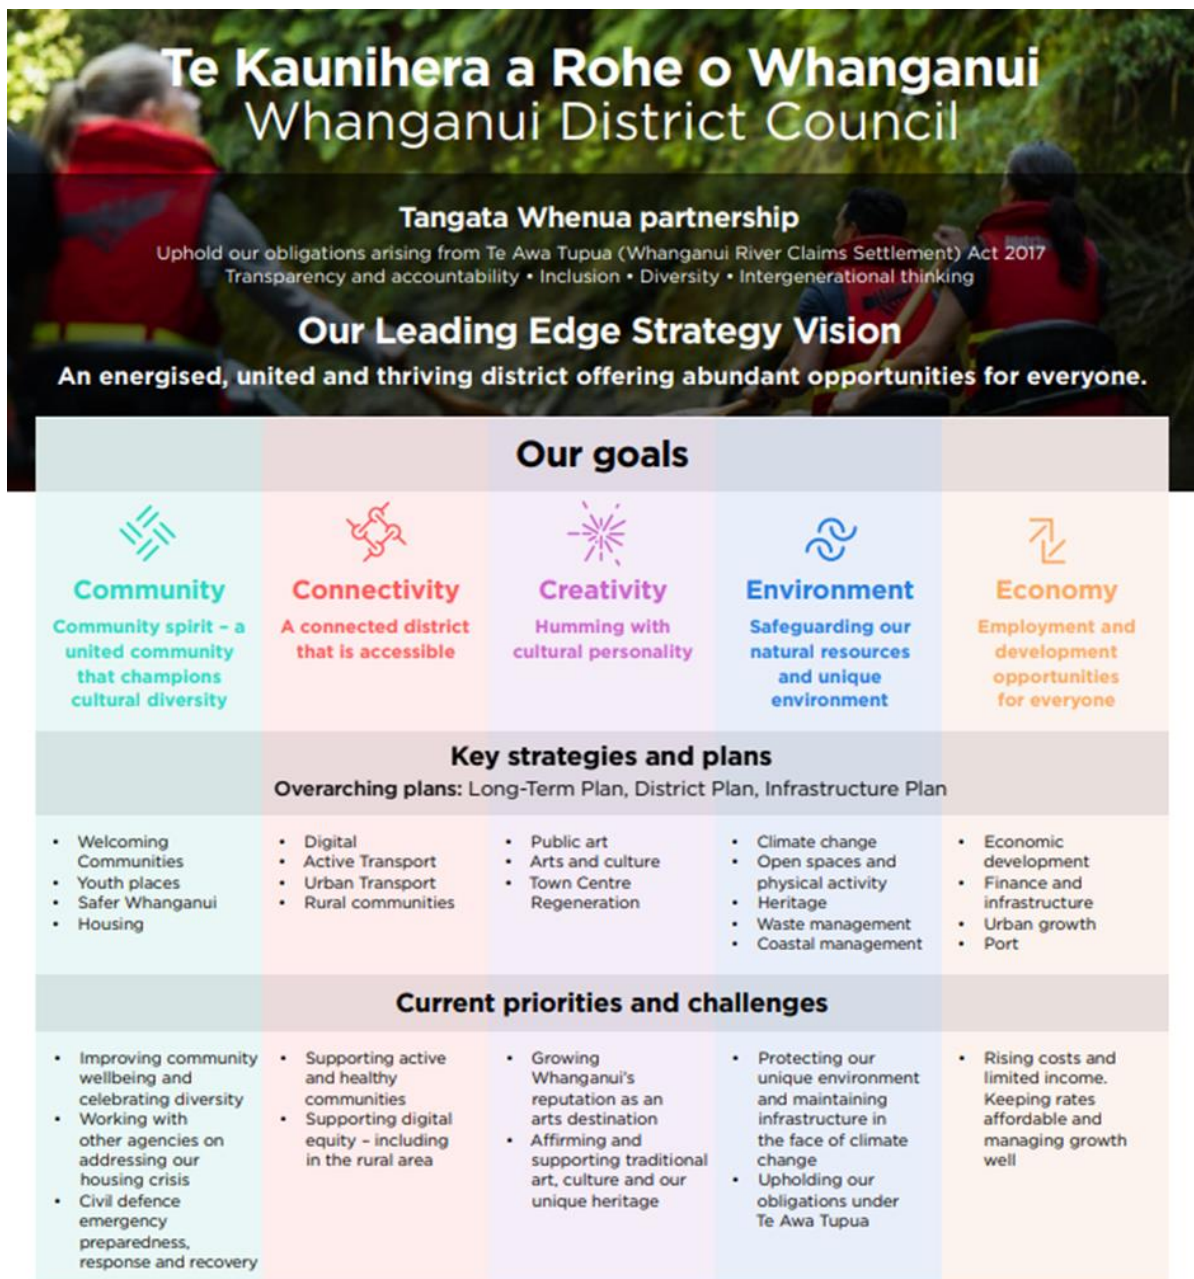 Te Kaunihera a Rohe o Whanganui
Whanganui District Council
Tangata Whenua partnership
Uphold our obligations arising from Te Awa Tupua (Whanganui River Claims Settlement) Act 2017
Transparency and accountability • Inclusion • Diversity • Intergenerational thinking
Our Leading Edge Strategy Vision
An energised, united and thriving district offering abundant opportunities for everyone.
Our goals
Community
Community spirit – a
united community
that champions
cultural diversity
Connectivity
A connected district
that is accessible
Creativity
Humming with
cultural personality
Environment
Safeguarding our
natural resources
and unique
environment
Economy
Employment and
development
opportunities
for everyone
Key strategies and plans
Overarching plans: Long-Term Plan, District Plan, Infrastructure Plan
• Welcoming
Communities
• Youth places
• Safer Whanganui
• Housing
• Digital
• Active Transport
• Urban Transport
• Rural communities
• Public art
• Arts and culture
• Town Centre
Regeneration
• Climate change
• Open spaces and
physical activity
• Heritage
• Waste management
• Coastal management
• Economic
development
• Finance and
infrastructure
• Urban growth
• Port
Current priorities and challenges
• Improving community
wellbeing and
celebrating diversity
• Working with
other agencies on
addressing our
housing crisis
• Civil defence
emergency
preparedness,
response and recovery
• Supporting active
and healthy
communities
• Supporting digital
equity – including
in the rural area
• Growing
Whanganui's
reputation as an
arts destination
• Affirming and
supporting traditional
art, culture and our
unique heritage
• Protecting our
unique environment
and maintaining
infrastructure in
the face of climate
change
• Upholding our
obligations under
Te Awa Tupua
• Rising costs and
limited income.
Keeping rates
affordable and
managing growth
well